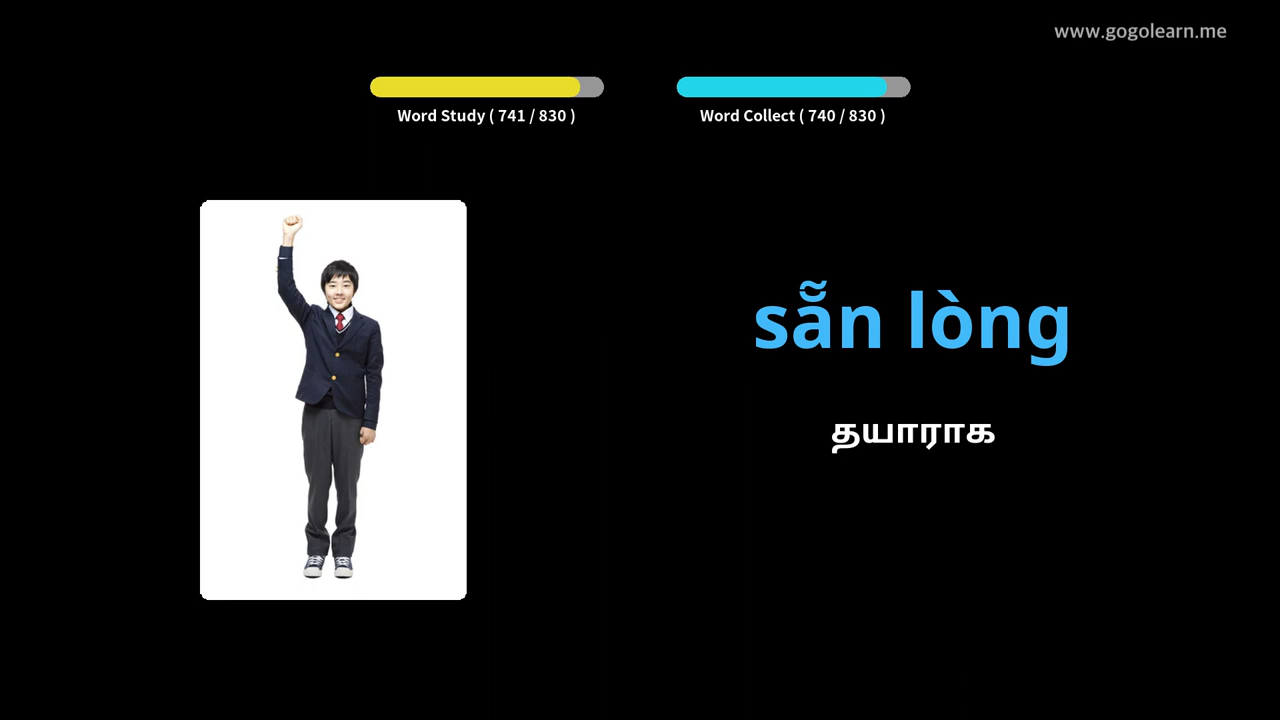 www.gogolearn.me
Word Study ( 741 / 830 )
Word Collect ( 740 / 830 )
sẵn lòng
தயாராக